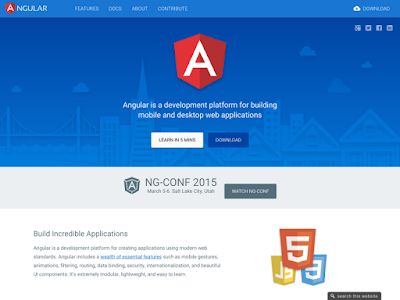 ANGULAR
FEATURES DOCS ABOUT CONTRIBUTE
DOWNLOAD
A
Angular is a development platform for building
mobile and desktop web applications
LEARN IN 5 MINS
DOWNLOAD
NG-CONF 2015
March 5-6. Salt Lake City, Utah
WATCH NG-CONF
Build Incredible Applications
Angular is a development platform for creating applications using modern web
standards. Angular includes a wealth of essential features such as mobile gestures,
animations, filtering, routing, data binding, security, internationalization, and beautiful
UI components. It's extremely modular, lightweight, and easy to learn.
5
JS
3
search this website